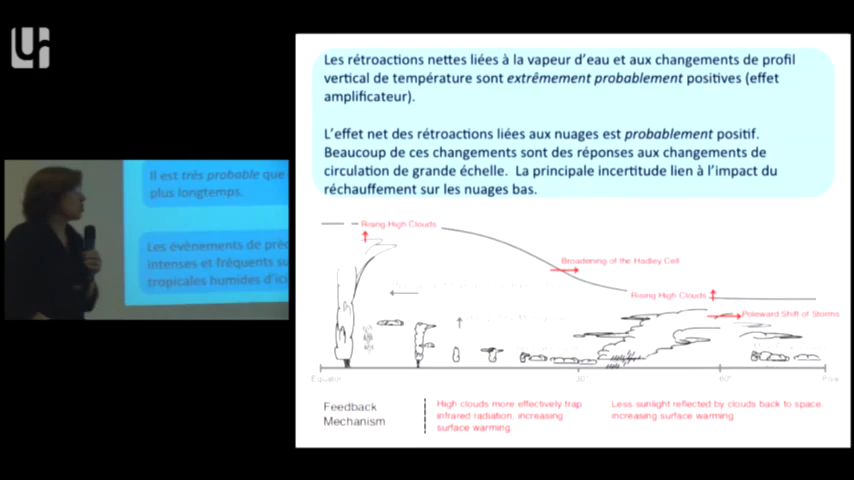 Les rétroactions nettes liées à la vapeur d'eau et aux changements de profil
vertical de température sont extrêmement probablement positives (effet
amplificateur).
L'effet net des rétroactions liées aux nuages est probablement positif.
Beaucoup de ces changements sont des réponses aux changements de
circulation de grande échelle. La principale incertitude lien à l'impact du
réchauffement sur les nuages bas.
Il est très probable que
plus longtemps.
Les évènements de préc
intenses et fréquents su
tropicales humides d'ici
Rising High Clouds
Broadening of the Hadley Cell
Rising High Clouds
Poleward Shift of Storms
Equator
30°
60°
Pole
Feedback
Mechanism
High clouds more effectively trap
infrared radiation, increasing
surface warming
Less sunlight reflected by clouds back to space,
increasing surface warming